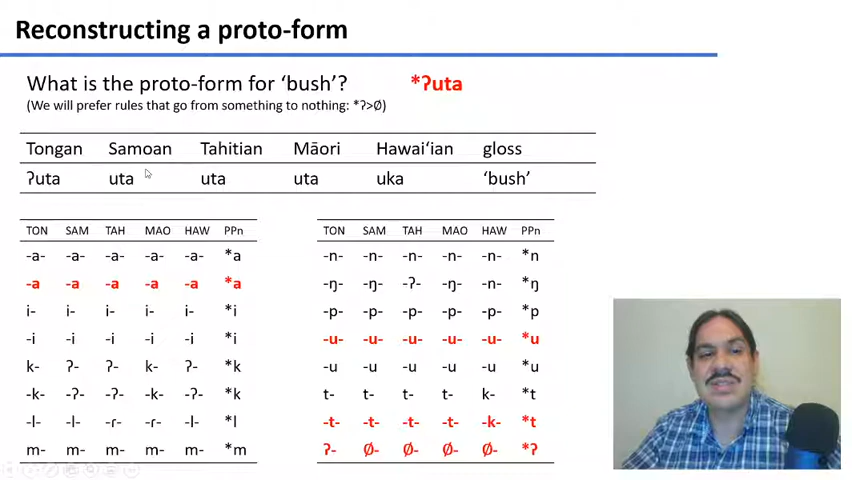 Reconstructing a proto-form
What is the proto-form for ‘bush’? *ʔuta
(We will prefer rules that go from something to nothing: *ʔ>Ø)
Tongan Samoan Tahitian Māori Hawaiʻian gloss
ʔuta uta uta uta uka ‘bush’
TON SAM TAH MAO HAW PPn
-a- -a- -a- -a- -a- *a
-a -a -a -a -a *a
i- i- i- i- i- *i
-i -i -i -i -i *i
k- ʔ- ʔ- k- ʔ- *k
-k- -ʔ- -ʔ- -k- -ʔ- *k
-l- -l- -ɾ- -ɾ- -l- *l
m- m- m- m- m- *m
TON SAM TAH MAO HAW PPn
-n- -n- -n- -n- -n- *n
-ŋ- -ŋ- -ʔ- -ŋ- -n- *ŋ
-p- -p- -p- -p- -p- *p
-u- -u- -u- -u- -u- *u
-u -u -u -u -u *u
t- t- t- t- k- *t
-t- -t- -t- -t- -k- *t
ʔ- Ø- Ø- Ø- Ø- *ʔ